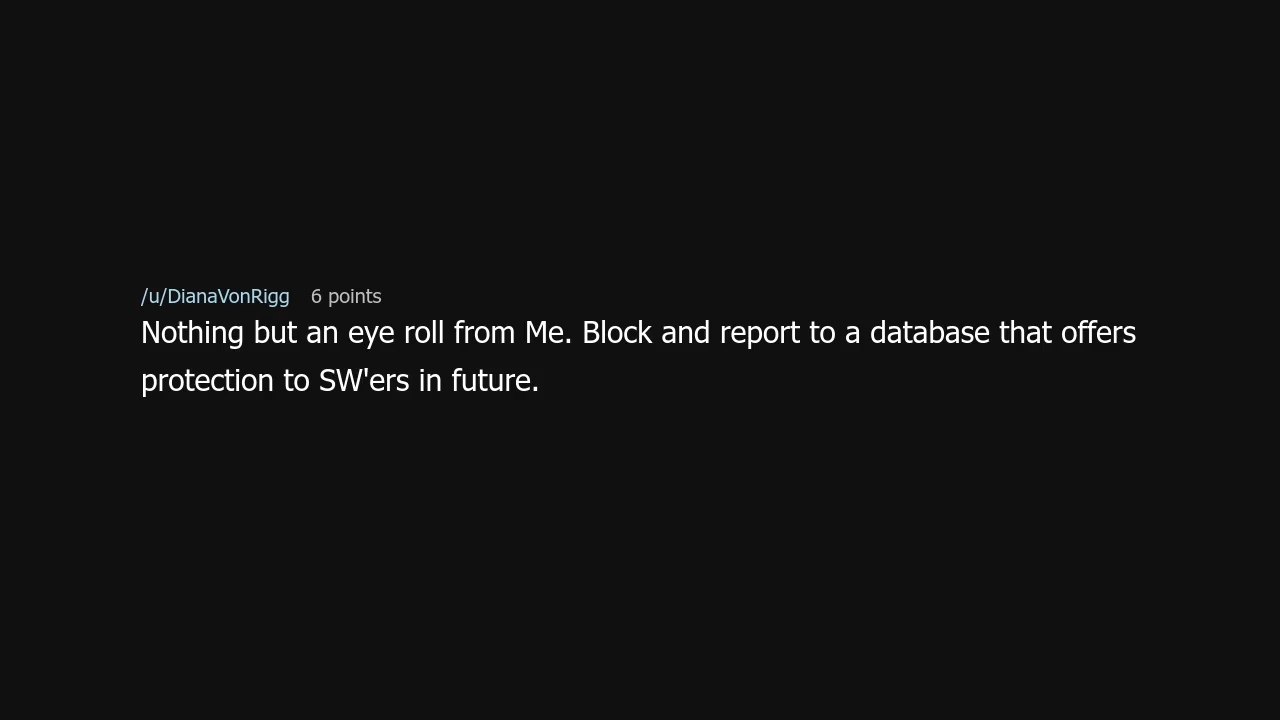 /u/DianaVonRigg 6 points
Nothing but an eye roll from Me. Block and report to a database that offers
protection to SW'ers in future.